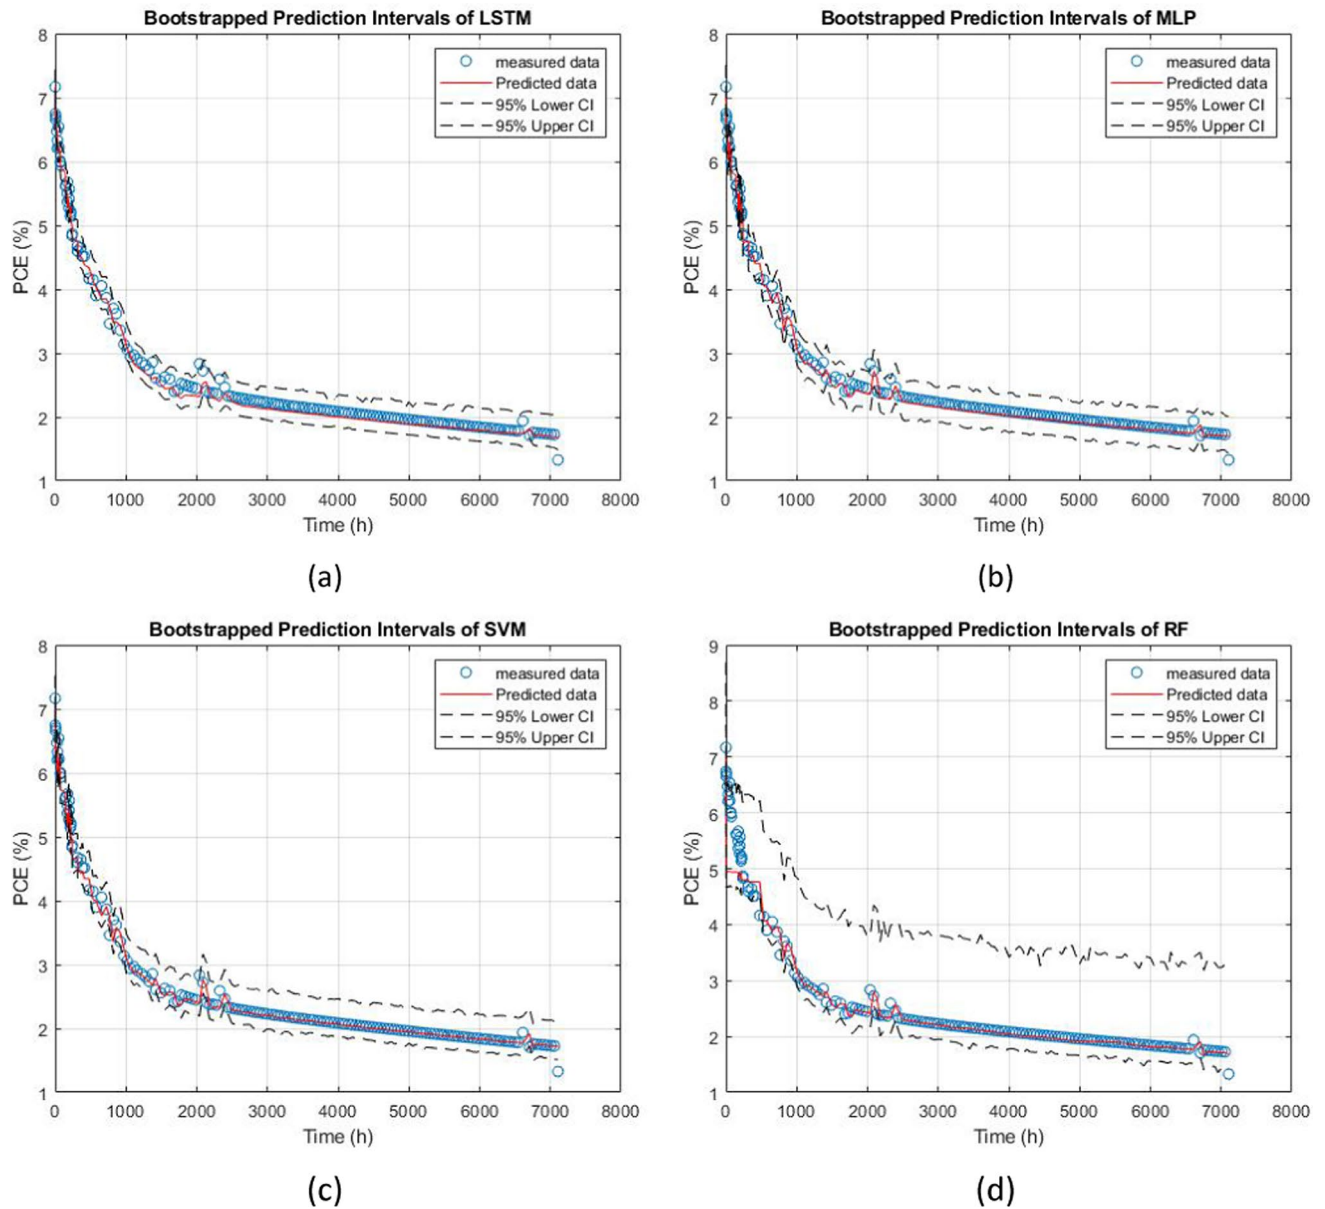 Bootstrapped Prediction Intervals of LSTM
8
7
6
5
4
3
2
1
PCE (%)
measured data
Predicted data
95% Lower CI
95% Upper CI
0 1000 2000 3000 4000 5000 6000 7000 8000
Time (h)
(a)
Bootstrapped Prediction Intervals of MLP
8
7
6
5
4
3
2
1
PCE (%)
measured data
Predicted data
95% Lower CI
95% Upper CI
0 1000 2000 3000 4000 5000 6000 7000 8000
Time (h)
(b)
Bootstrapped Prediction Intervals of SVM
8
7
6
5
4
3
2
1
PCE (%)
measured data
Predicted data
95% Lower CI
95% Upper CI
0 1000 2000 3000 4000 5000 6000 7000 8000
Time (h)
(c)
Bootstrapped Prediction Intervals of RF
9
8
7
6
5
4
3
2
1
PCE (%)
measured data
Predicted data
95% Lower CI
95% Upper CI
0 1000 2000 3000 4000 5000 6000 7000 8000
Time (h)
(d)